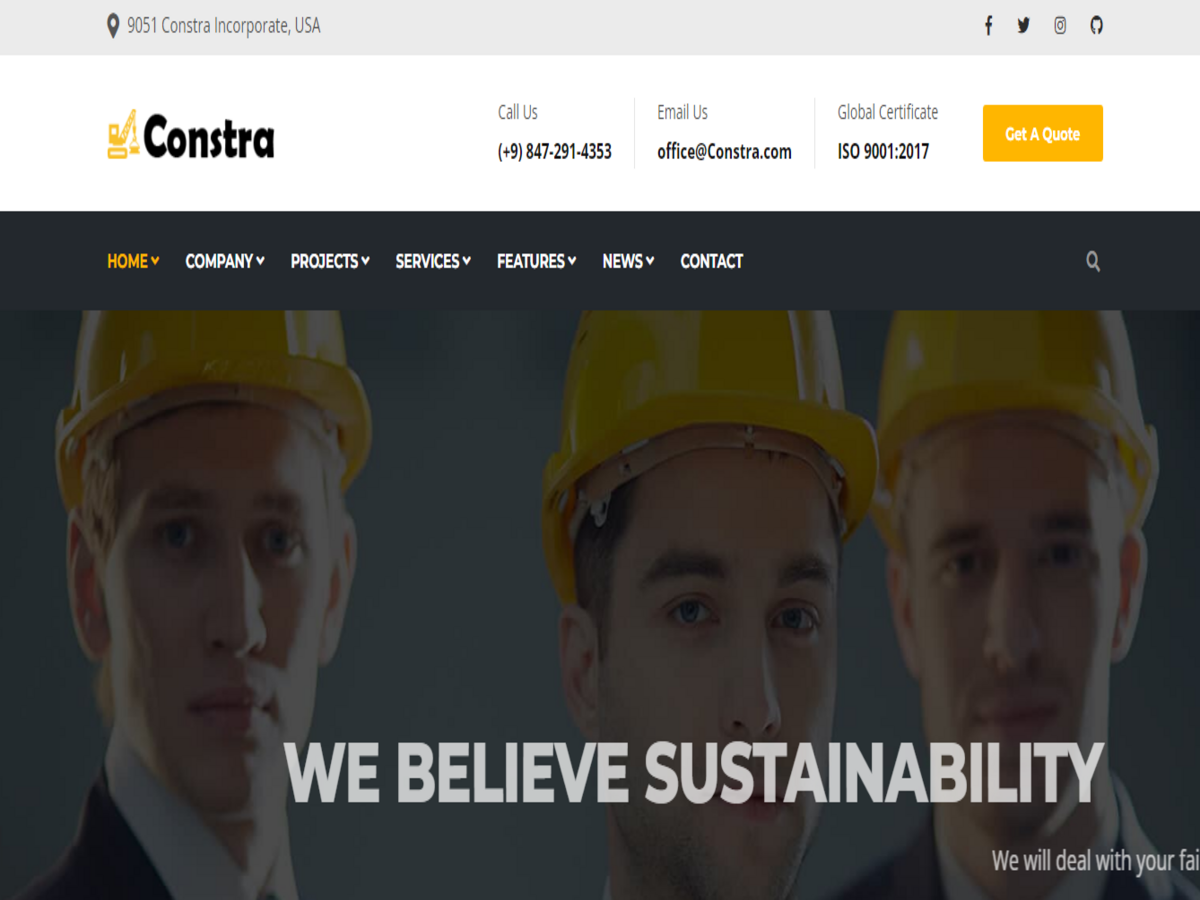 9051 Constra Incorporate, USA
Constra
Call Us
(+9) 847-291-4353
Email Us
office@Constra.com
Global Certificate
ISO 9001:2017
Get A Quote
HOME COMPANY PROJECTS SERVICES FEATURES NEWS CONTACT
WE BELIEVE SUSTAINABILITY
We will deal with your fai